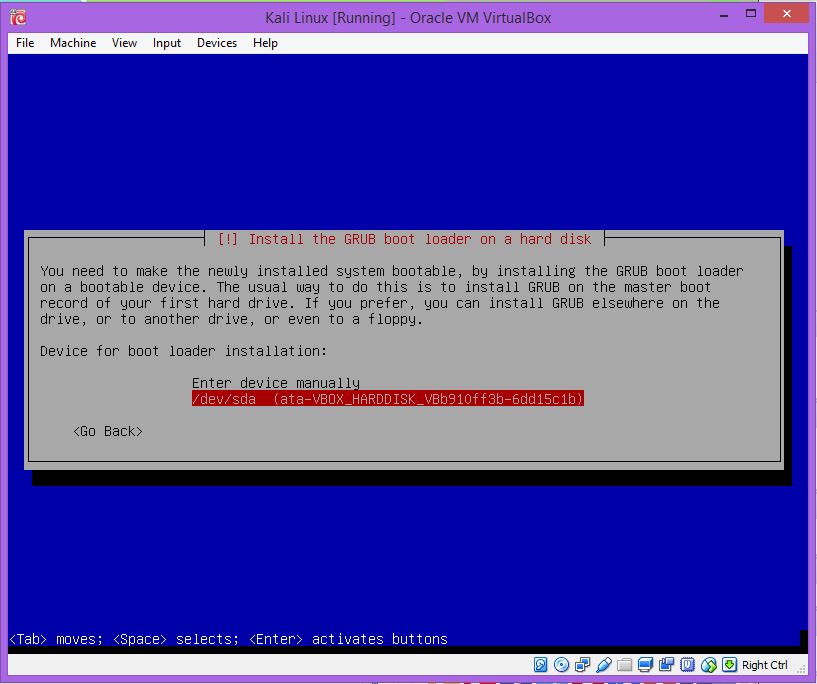 Kali Linux [Running] - Oracle VM VirtualBox
File Machine View Input Devices Help
[!] Install the GRUB boot loader on a hard disk
You need to make the newly installed system bootable, by installing the GRUB boot loader
on a bootable device. The usual way to do this is to install GRUB on the master boot
record of your first hard drive. If you prefer, you can install GRUB elsewhere on the
drive, or to another drive, or even to a floppy.
Device for boot loader installation:
Enter device manually
/dev/sda (ata-VBOX_HARDDISK_VBb910ff3b-6dd15c1b)
<Go Back>
<Tab> moves; <Space> selects; <Enter> activates buttons
Right Ctrl